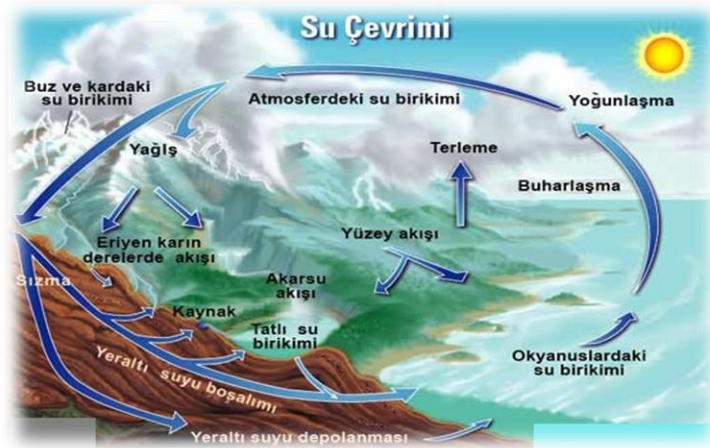 Su Çevrimi
Buz ve kardaki
su birikimi
Atmosferdeki su birikimi
Yoğunlaşma
Yağış
Terleme
Buharlaşma
Yüzey akışı
Eriyen karın
derelerde akışı
Sızma
Akarsu
akışı
Kaynak
Tatlı su
birikimi
Okyanuslardaki
su birikimi
Yeraltı suyu boşalımı
Yeraltı suyu depolanması